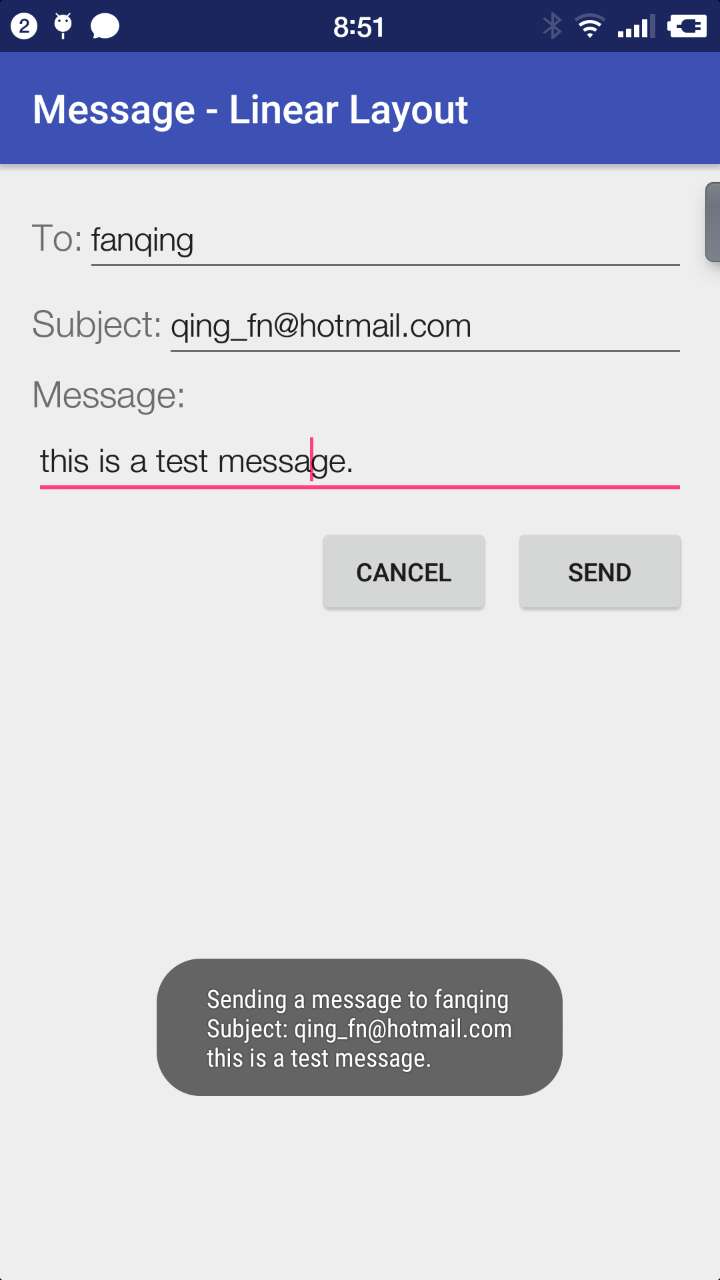 2 8:51
Message - Linear Layout
To: fanqing
Subject: qing_fn@hotmail.com
Message:
this is a test message.
CANCEL SEND
Sending a message to fanqing
Subject: qing_fn@hotmail.com
this is a test message.